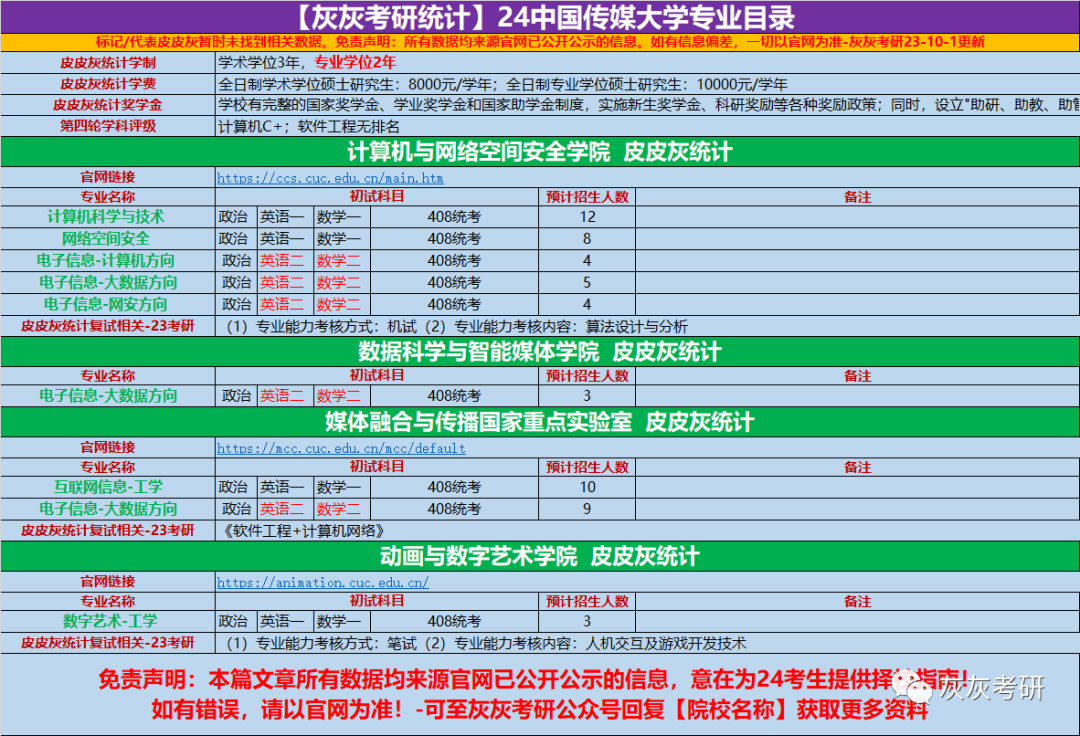 【灰灰考研统计】24中国传媒大学专业目录
标记/代表皮皮灰暂时未找到相关数据。免责声明：所有数据均来源官网已公开公示的信息。如有信息偏差，一切以官网为准-灰灰考研23-10-1更新
皮皮灰统计学制 学术学位3年，专业学位2年
皮皮灰统计学费 全日制学术学位硕士研究生：8000元/学年；全日制专业学位硕士研究生：10000元/学年
皮皮灰统计奖学金 学校有完整的国家奖学金、学业奖学金和国家助学金制度，实施新生奖学金、科研奖励等各种奖励政策；同时，设立"助研、助教、助管
第四轮学科评级 计算机C+；软件工程无排名
计算机与网络空间安全学院 皮皮灰统计
官网链接 https://ccs.cuc.edu.cn/main.htm
专业名称 初试科目 预计招生人数 备注
计算机科学与技术 政治 英语一 数学一 408统考 12
网络空间安全 政治 英语一 数学一 408统考 8
电子信息-计算机方向 政治 英语二 数学二 408统考 4
电子信息-大数据方向 政治 英语二 数学二 408统考 5
电子信息-网安方向 政治 英语二 数学二 408统考 4
皮皮灰统计复试相关-23考研 （1）专业能力考核方式：机试（2）专业能力考核内容：算法设计与分析
数据科学与智能媒体学院 皮皮灰统计
专业名称 初试科目 预计招生人数 备注
电子信息-大数据方向 政治 英语二 数学二 408统考 3
媒体融合与传播国家重点实验室 皮皮灰统计
官网链接 https://mcc.cuc.edu.cn/mcc/default
专业名称 初试科目 预计招生人数 备注
互联网信息-工学 政治 英语一 数学一 408统考 10
电子信息-大数据方向 政治 英语二 数学二 408统考 9
皮皮灰统计复试相关-23考研 《软件工程+计算机网络》
动画与数字艺术学院 皮皮灰统计
官网链接 https://animation.cuc.edu.cn/
专业名称 初试科目 预计招生人数 备注
数字艺术-工学 政治 英语一 数学一 408统考 3
皮皮灰统计复试相关-23考研 （1）专业能力考核方式：笔试（2）专业能力考核内容：人机交互及游戏开发技术
免责声明：本篇文章所有数据均来源官网已公开公示的信息，意在为24考生提供择校指南！
灰灰考研
如有错误，请以官网为准！-可至灰灰考研公众号回复【院校名称】获取更多资料